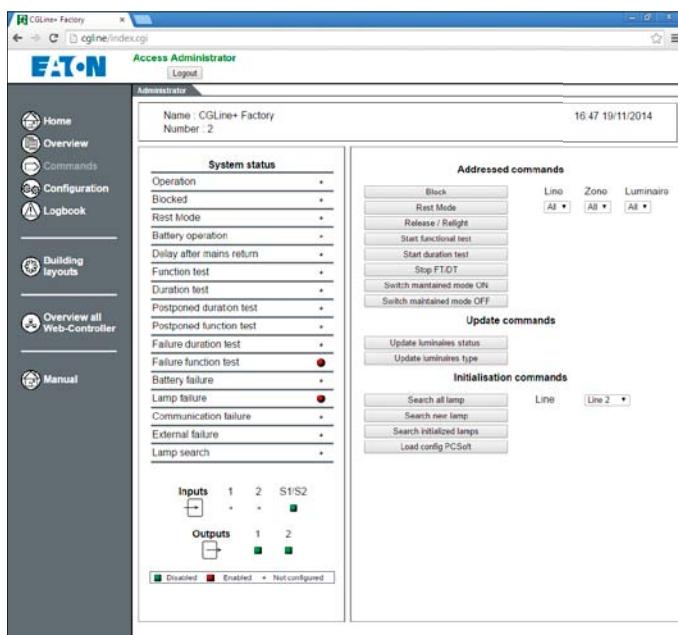 CGLine+ Factory
cgline/index.cgi
EATON
Access Administrator
Logout
Administrator
Home
Overview
Commands
Configuration
Logbook
Building layouts
Overview all Web-Controller
Manual
Name : CGLine+ Factory
Number : 2
16:47 19/11/2014
System status
Operation
Blocked
Rest Mode
Battery operation
Delay after mains return
Function test
Duration test
Postponed duration test
Postponed function test
Failure duration test
Failure function test
Battery failure
Lamp failure
Communication failure
External failure
Lamp search
Inputs 1 2 S1/S2
Outputs 1 2
Disabled Enabled Not configured
Addressed commands
Block Line Zone Luminaire
Rest Mode All All All
Release / Relight
Start functional test
Start duration test
Stop FT/DT
Switch maintained mode ON
Switch maintained mode OFF
Update commands
Update luminaires status
Update luminaires type
Initialisation commands
Search all lamp Line Line 2
Search new lamp
Search initialized lamps
Load config PCSoft